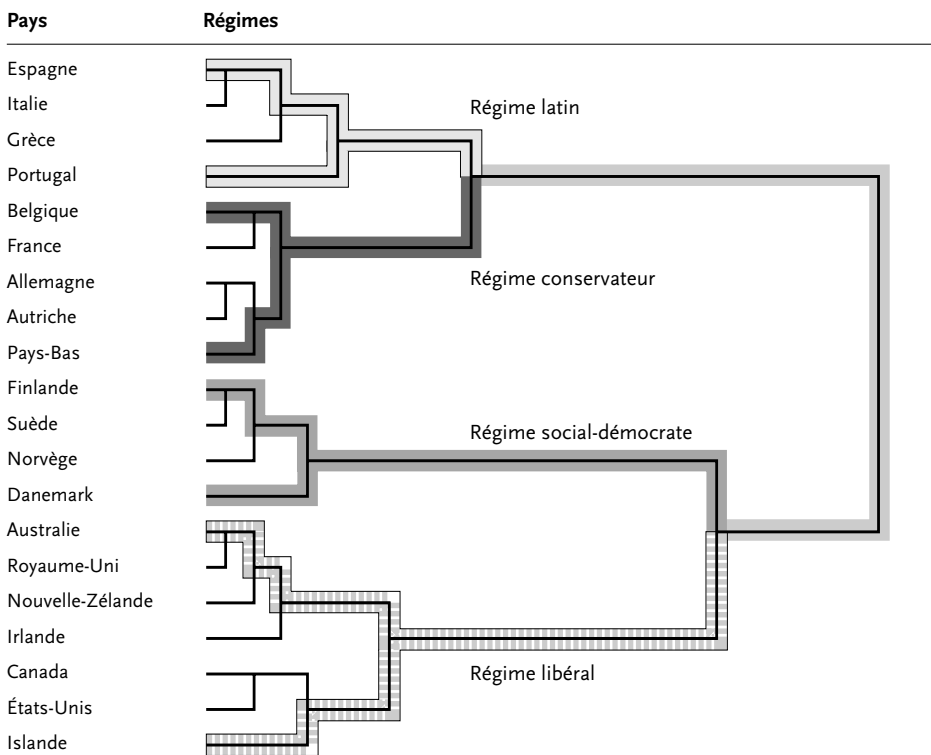 Pays Régimes
Espagne
Italie
Régime latin
Grèce
Portugal
Belgique
France
Allemagne
Régime conservateur
Autriche
Pays-Bas
Finlande
Suède
Régime social-démocrate
Norvège
Danemark
Australie
Royaume-Uni
Nouvelle-Zélande
Irlande
Canada
Régime libéral
États-Unis
Islande